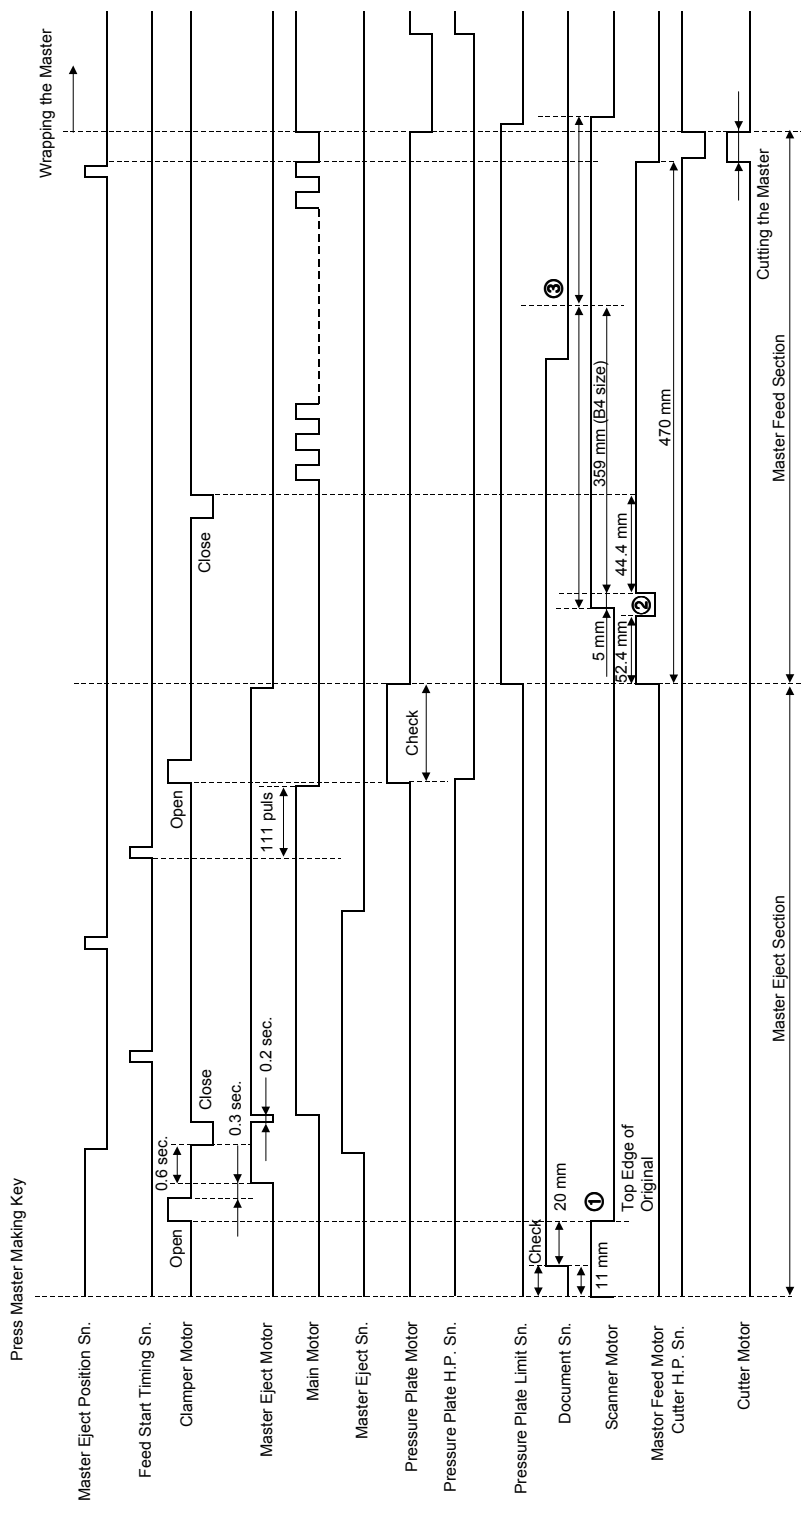 Press Master Making Key
Wrapping the Master
Master Eject Position Sn.
Feed Start Timing Sn.
Clamper Motor
Open
0.6 sec.
Close
Open
Close
Master Eject Motor
0.3 sec.
0.2 sec.
Main Motor
111 puls
Master Eject Sn.
Pressure Plate Motor
Check
Pressure Plate H.P. Sn.
Pressure Plate Limit Sn.
Document Sn.
Check
20 mm
③
Scanner Motor
11 mm
①
Top Edge of
Original
5 mm
359 mm (B4 size)
Mastor Feed Motor
52.4 mm
②
44.4 mm
470 mm
Cutter H.P. Sn.
Cutter Motor
Cutting the Master
Master Eject Section
Master Feed Section